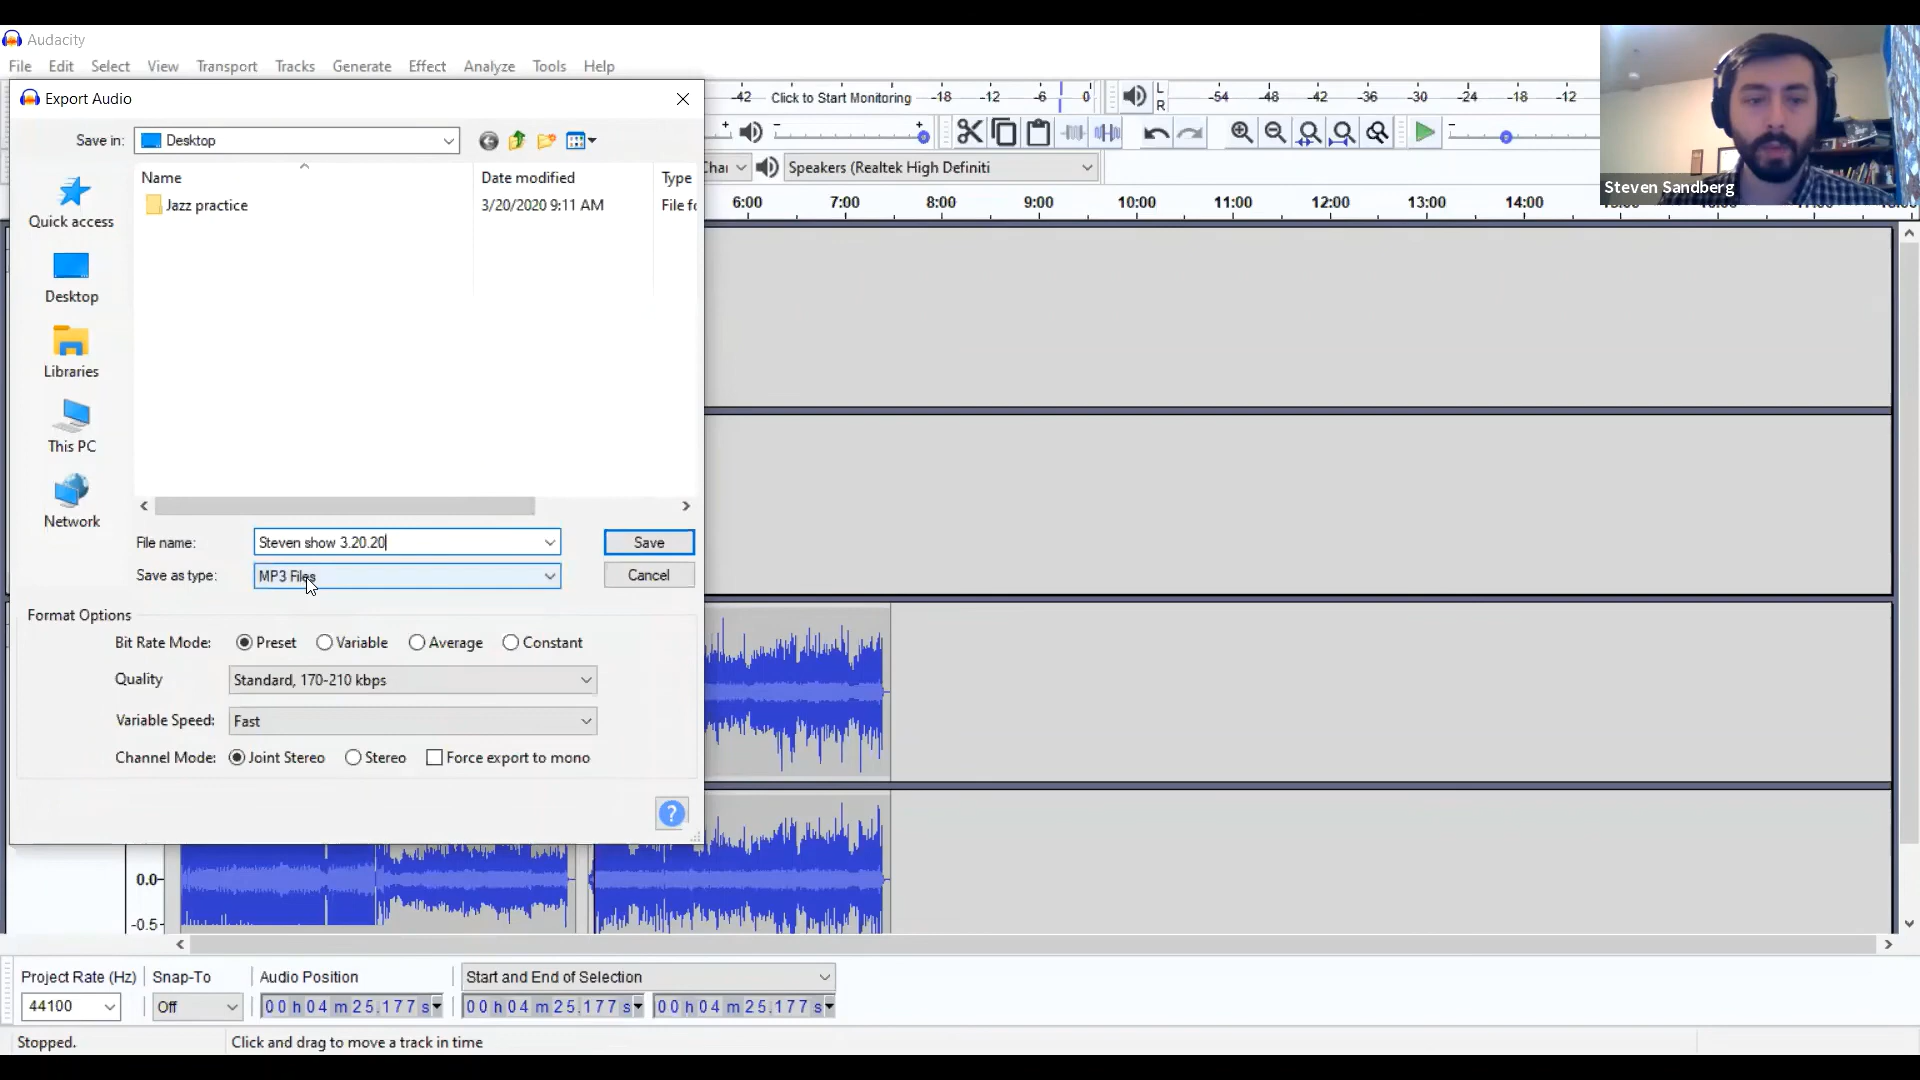 Audacity
File Edit Select View Transport Tracks Generate Effect Analyze Tools Help
Export Audio
-42 Click to Start Monitoring -18 -12 -6 0 L R -54 -48 -42 -36 -30 -24 -18 -12
Save in: Desktop
Speakers (Realtek High Definiti
Steven Sandberg
Name Date modified Type
Jazz practice 3/20/2020 9:11 AM
6:00 7:00 8:00 9:00 10:00 11:00 12:00 13:00 14:00
Quick access
Desktop
Libraries
This PC
Network
File name: Steven show 3.20.20 Save
Save as type: MP3 Files Cancel
Format Options
Bit Rate Mode: Preset Variable Average Constant
Quality Standard, 170-210 kbps
Variable Speed: Fast
Channel Mode: Joint Stereo Stereo Force export to mono
?
0.0
-0.5
Project Rate (Hz) Snap-To Audio Position Start and End of Selection
44100 Off 00 h 04 m 25.177 s 00 h 04 m 25.177 s 00 h 04 m 25.177 s
Stopped. Click and drag to move a track in time